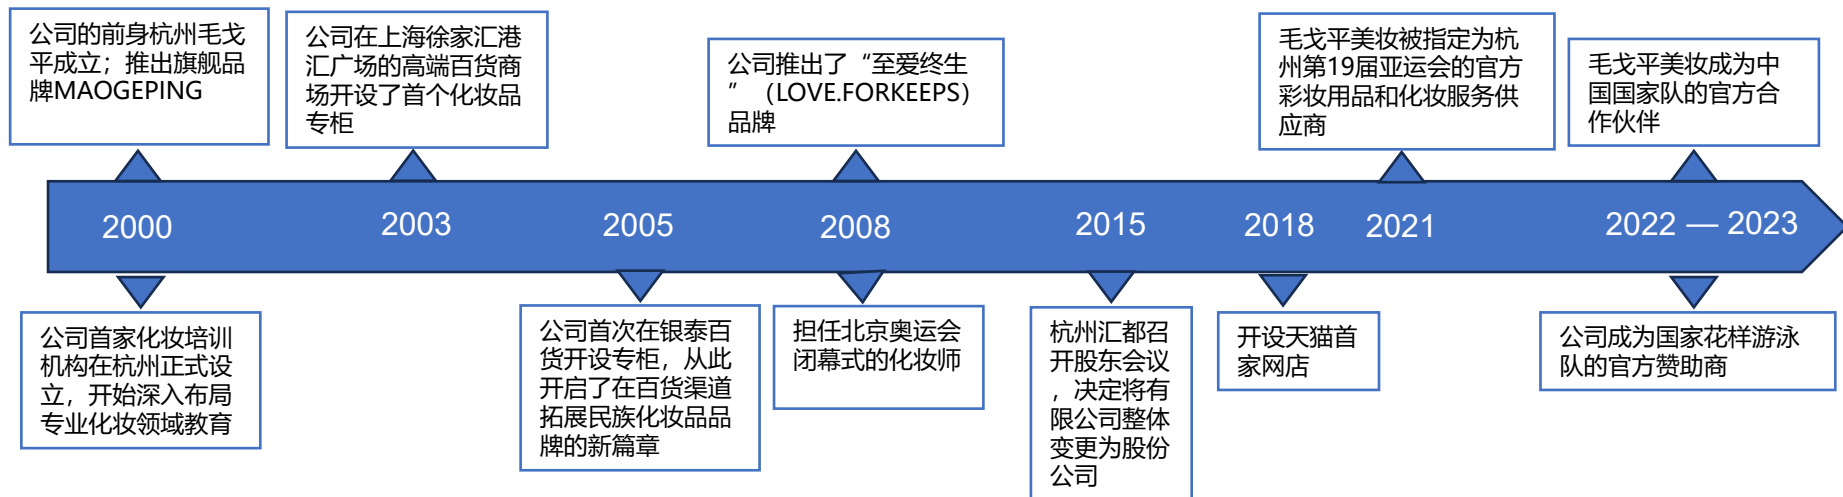 公司的前身杭州毛戈
平成立；推出旗舰品
牌MAOGEPING
公司在上海徐家汇港
汇广场的高端百货商
场开设了首个化妆品
专柜
公司推出了“至爱终生
”（LOVE.FORKEEPS）
品牌
毛戈平美妆被指定为杭
州第19届亚运会的官方
彩妆用品和化妆服务供
应商
毛戈平美妆成为中
国国家队的官方合
作伙伴
2000
2003
2005
2008
2015
2018
2021
2022 — 2023
公司首家化妆培训
机构在杭州正式设
立，开始深入布局
专业化妆领域教育
公司首次在银泰百
货开设专柜，从此
开启了在百货渠道
拓展民族化妆品品
牌的新篇章
担任北京奥运会
闭幕式的化妆师
杭州汇都召
开股东会议
，决定将有
限公司整体
变更为股份
公司
开设天猫首
家网店
公司成为国家花样游泳
队的官方赞助商